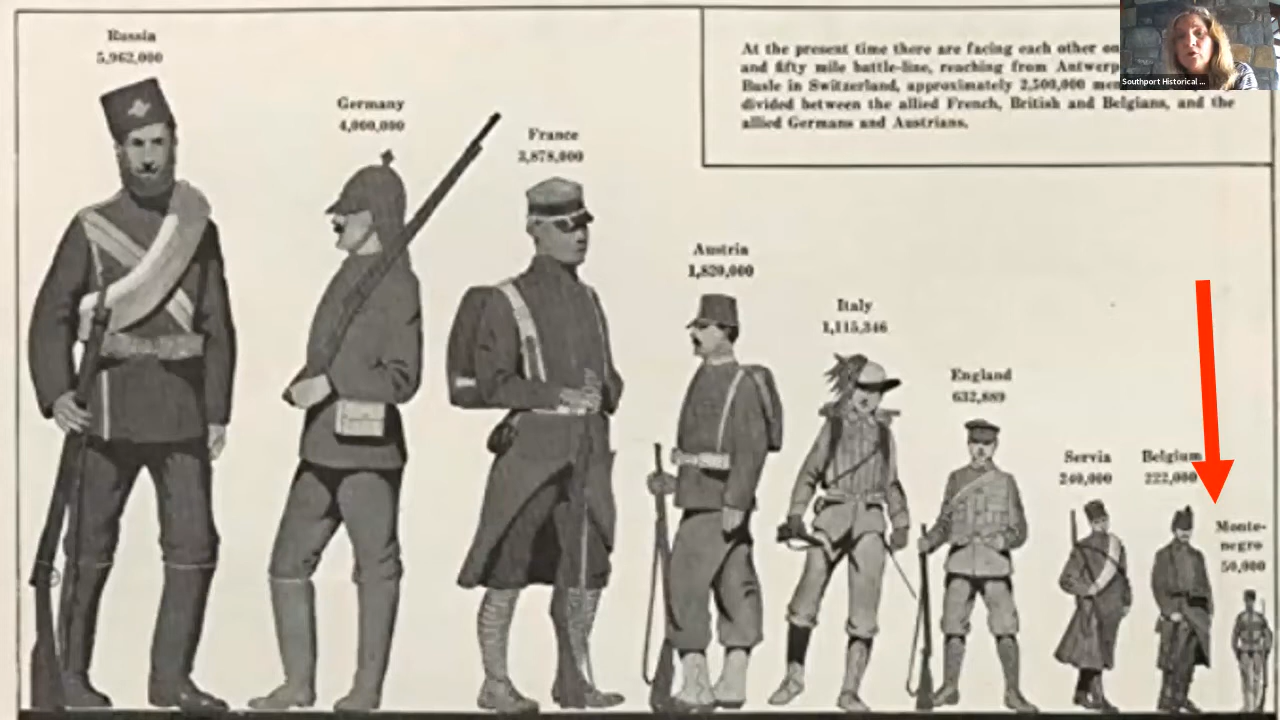 Russia
5,962,000
Germany
4,000,000
France
3,878,000
Austria
1,820,000
Italy
1,115,346
England
632,889
Servia
240,000
Belgium
222,000
Monte-
negro
50,000
At the present time there are facing each other on
and fifty mile battle-line, reaching from Antwerp
Basle in Switzerland, approximately 2,500,000 men
divided between the allied French, British and Belgians, and the
allied Germans and Austrians.
Southport Historical ...